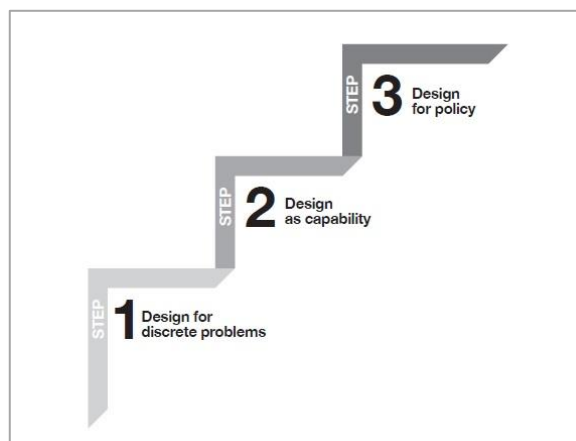 STEP
3
Design
for policy
STEP
2
Design
as capability
STEP
1
Design for
discrete problems